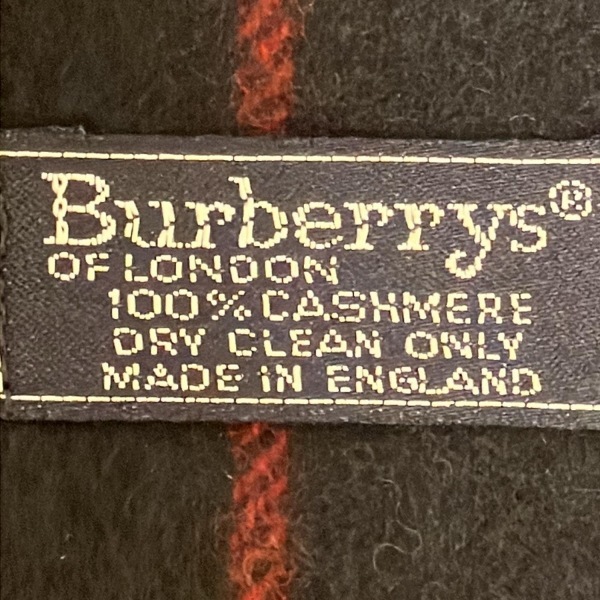 Burberrys®
OF LONDON
100% CASHMERE
DRY CLEAN ONLY
MADE IN ENGLAND